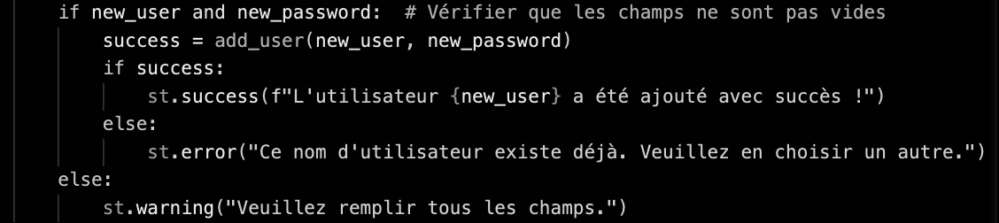 if new_user and new_password:  # Vérifier que les champs ne sont pas vides
    success = add_user(new_user, new_password)
    if success:
        st.success(f"L'utilisateur {new_user} a été ajouté avec succès !")
    else:
        st.error("Ce nom d'utilisateur existe déjà. Veuillez en choisir un autre.")
else:
    st.warning("Veuillez remplir tous les champs.")